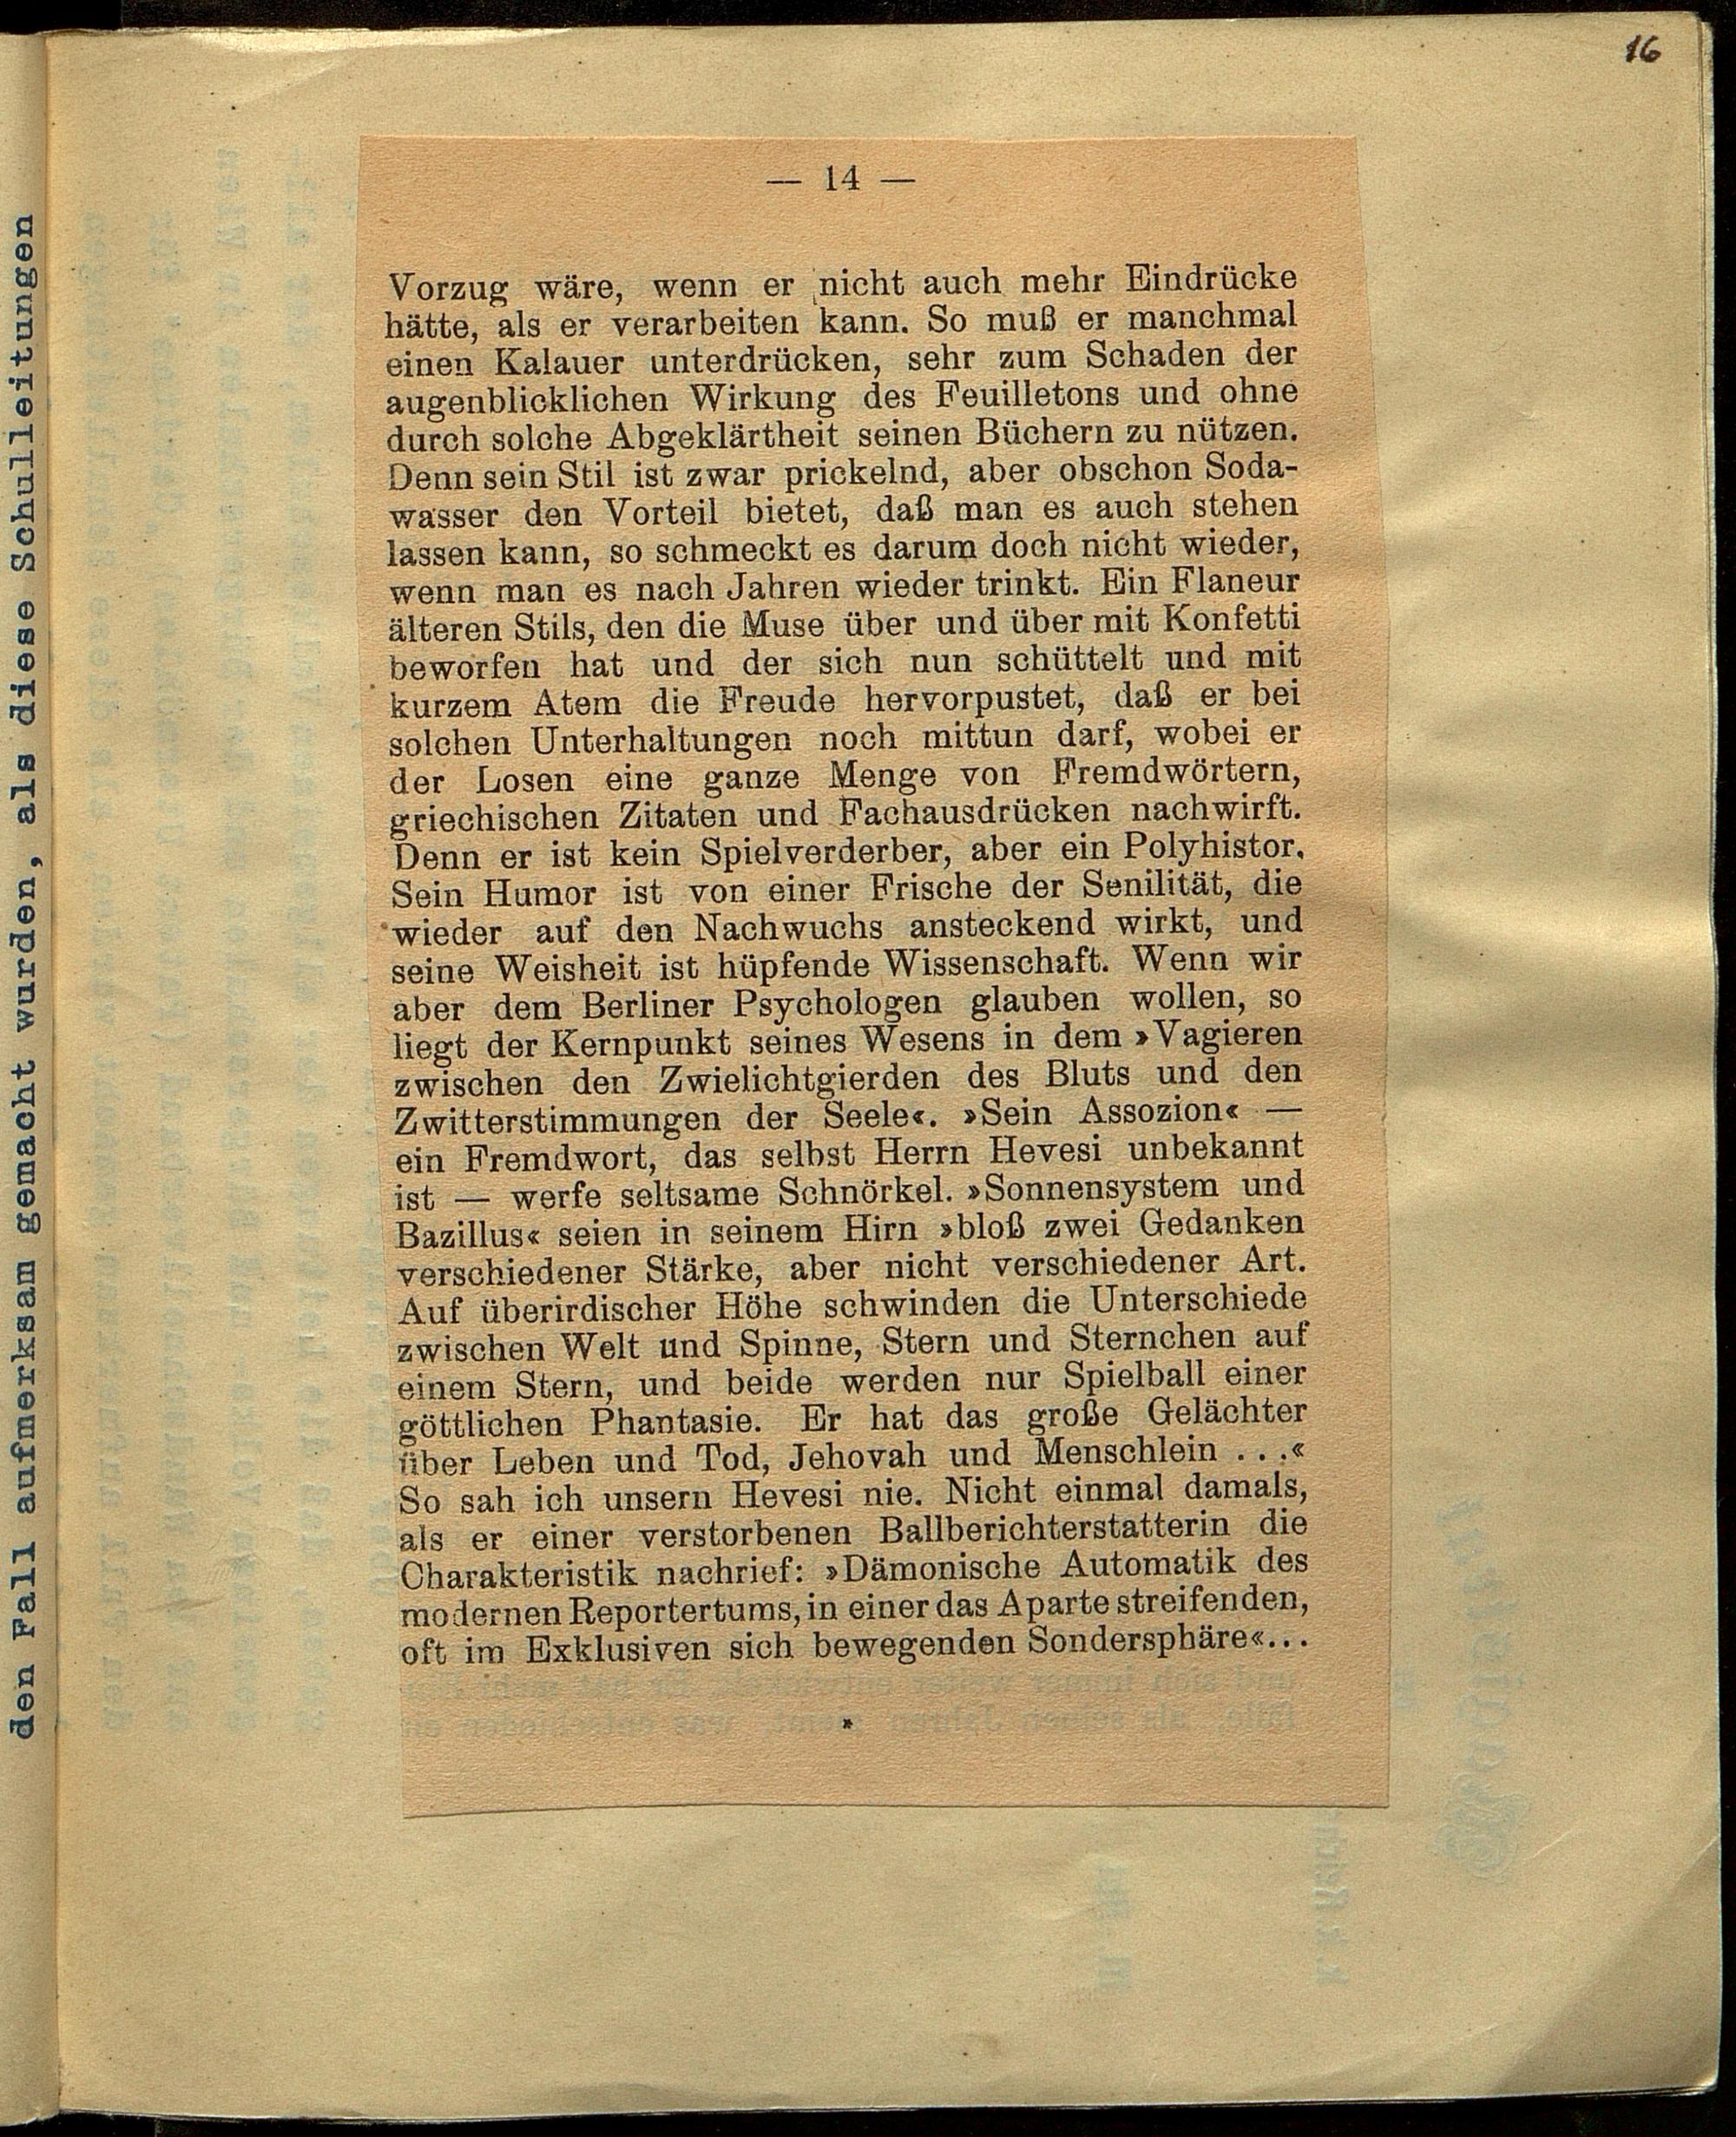 16
den Fall aufmerksam gemacht wurden, als diese Schulleitungen
— 14 —
Vorzug wäre, wenn er nicht auch mehr Eindrücke
hätte, als er verarbeiten kann. So muß er manchmal
einen Kalauer unterdrücken, sehr zum Schaden der
augenblicklichen Wirkung des Feuilletons und ohne
durch solche Abgeklärtheit seinen Büchern zu nützen.
Denn sein Stil ist zwar prickelnd, aber obschon Soda-
wasser den Vorteil bietet, daß man es auch stehen
lassen kann, so schmeckt es darum doch nicht wieder,
wenn man es nach Jahren wieder trinkt. Ein Flaneur
älteren Stils, den die Muse über und über mit Konfetti
beworfen hat und der sich nun schüttelt und mit
kurzem Atem die Freude hervorpustet, daß er bei
solchen Unterhaltungen noch mittun darf, wobei er
der Losen eine ganze Menge von Fremdwörtern,
griechischen Zitaten und Fachausdrücken nachwirft.
Denn er ist kein Spielverderber, aber ein Polyhistor.
Sein Humor ist von einer Frische der Senilität, die
wieder auf den Nachwuchs ansteckend wirkt, und
seine Weisheit ist hüpfende Wissenschaft. Wenn wir
aber dem Berliner Psychologen glauben wollen, so
liegt der Kernpunkt seines Wesens in dem »Vagieren
zwischen den Zwielichtgierden des Bluts und den
Zwitterstimmungen der Seele«. »Sein Assozion« —
ein Fremdwort, das selbst Herrn Hevesi unbekannt
ist — werfe seltsame Schnörkel. »Sonnensystem und
Bazillus« seien in seinem Hirn »bloß zwei Gedanken
verschiedener Stärke, aber nicht verschiedener Art.
Auf überirdischer Höhe schwinden die Unterschiede
zwischen Welt und Spinne, Stern und Sternchen auf
einem Stern, und beide werden nur Spielball einer
göttlichen Phantasie. Er hat das große Gelächter
über Leben und Tod, Jehovah und Menschlein . . .«
So sah ich unsern Hevesi nie. Nicht einmal damals,
als er einer verstorbenen Ballberichterstatterin die
Charakteristik nachrief: »Dämonische Automatik des
modernen Reportertums, in einer das Aparte streifenden,
oft im Exklusiven sich bewegenden Sondersphäre«...
*